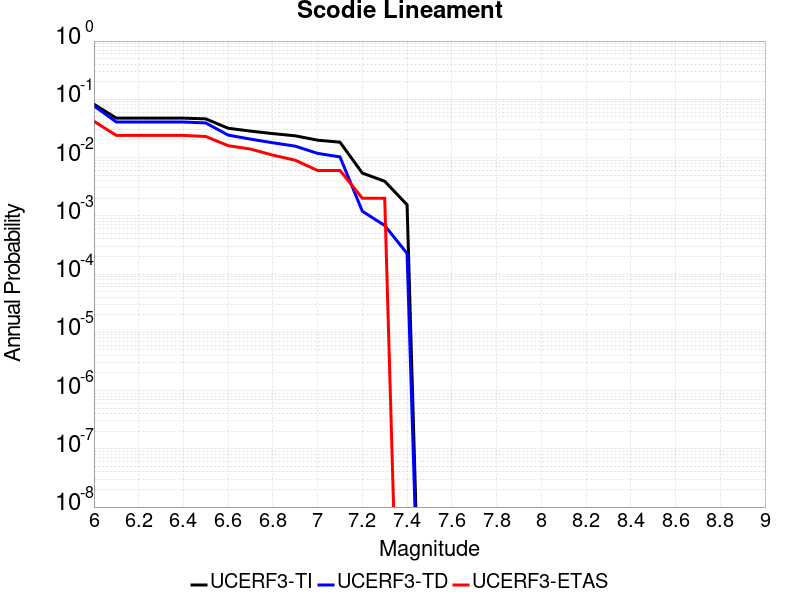 Scodie Lineament
10^0
10^-1
10^-2
10^-3
10^-4
10^-5
10^-6
10^-7
10^-8
Annual Probability
6 6.2 6.4 6.6 6.8 7 7.2 7.4 7.6 7.8 8 8.2 8.4 8.6 8.8 9
Magnitude
UCERF3-TI UCERF3-TD UCERF3-ETAS